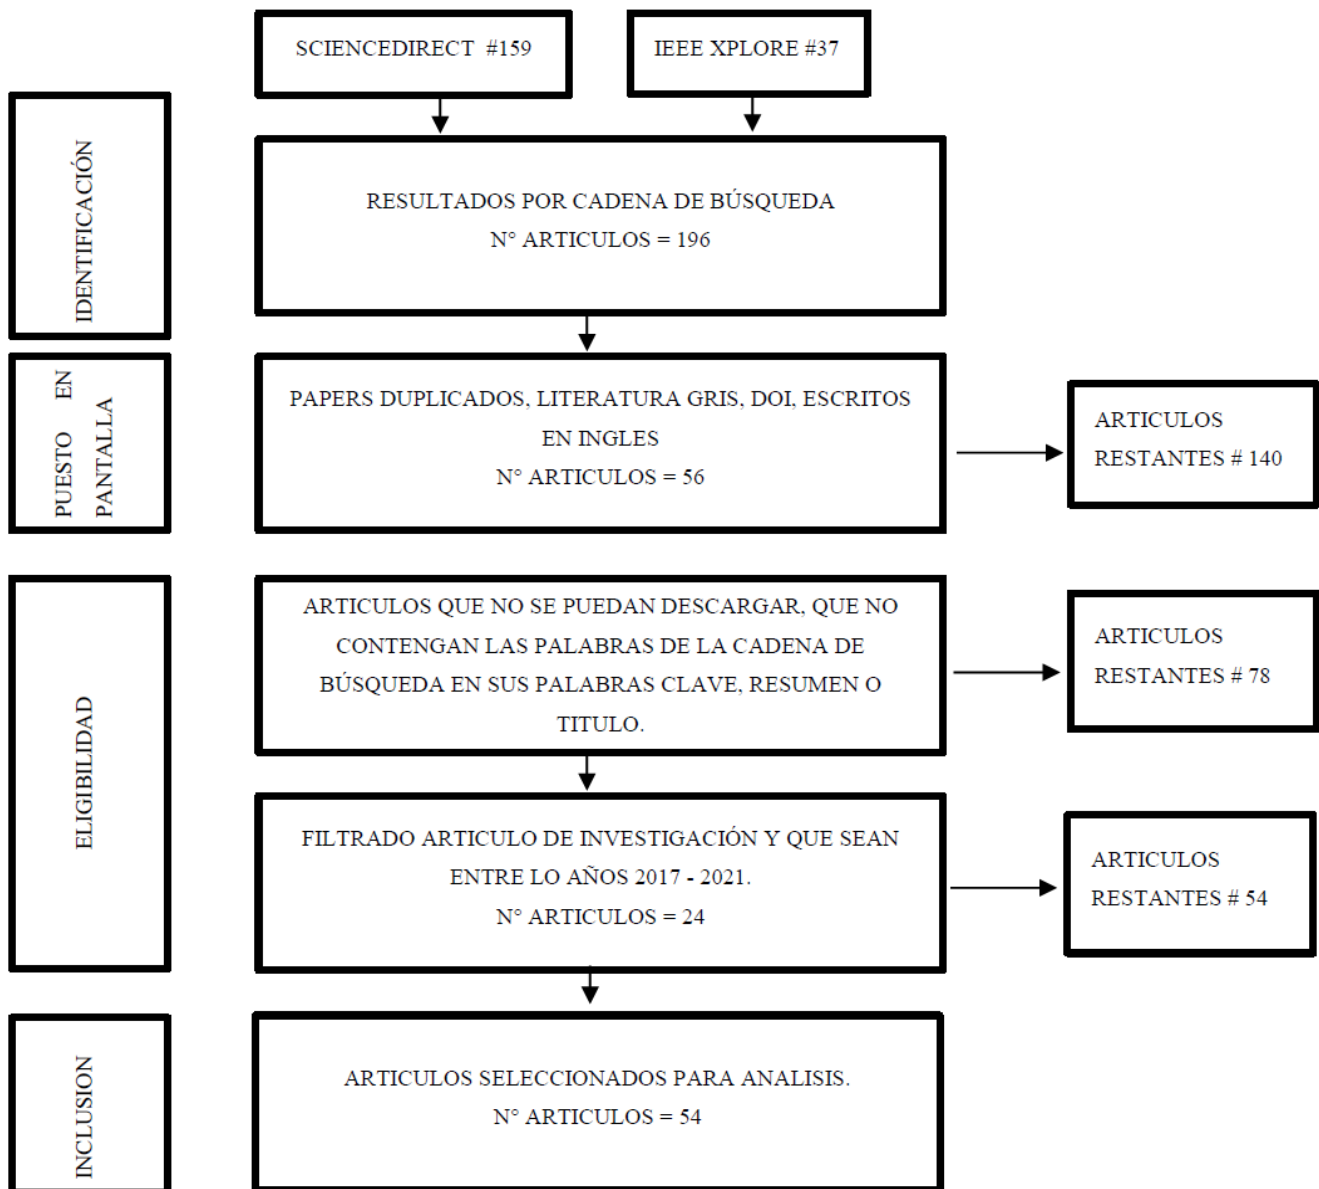 SCIENCEDIRECT #159
IEEE XPLORE #37
IDENTIFICACIÓN
RESULTADOS POR CADENA DE BÚSQUEDA
N° ARTICULOS = 196
PUESTO EN
PANTALLA
PAPERS DUPLICADOS, LITERATURA GRIS, DOI, ESCRITOS
EN INGLES
N° ARTICULOS = 56
ARTICULOS
RESTANTES # 140
ELIGIBILIDAD
ARTICULOS QUE NO SE PUEDAN DESCARGAR, QUE NO
CONTENGAN LAS PALABRAS DE LA CADENA DE
BÚSQUEDA EN SUS PALABRAS CLAVE, RESUMEN O
TITULO.
ARTICULOS
RESTANTES # 78
FILTRADO ARTICULO DE INVESTIGACIÓN Y QUE SEAN
ENTRE LO AÑOS 2017 - 2021.
N° ARTICULOS = 24
ARTICULOS
RESTANTES # 54
INCLUSION
ARTICULOS SELECCIONADOS PARA ANALISIS.
N° ARTICULOS = 54